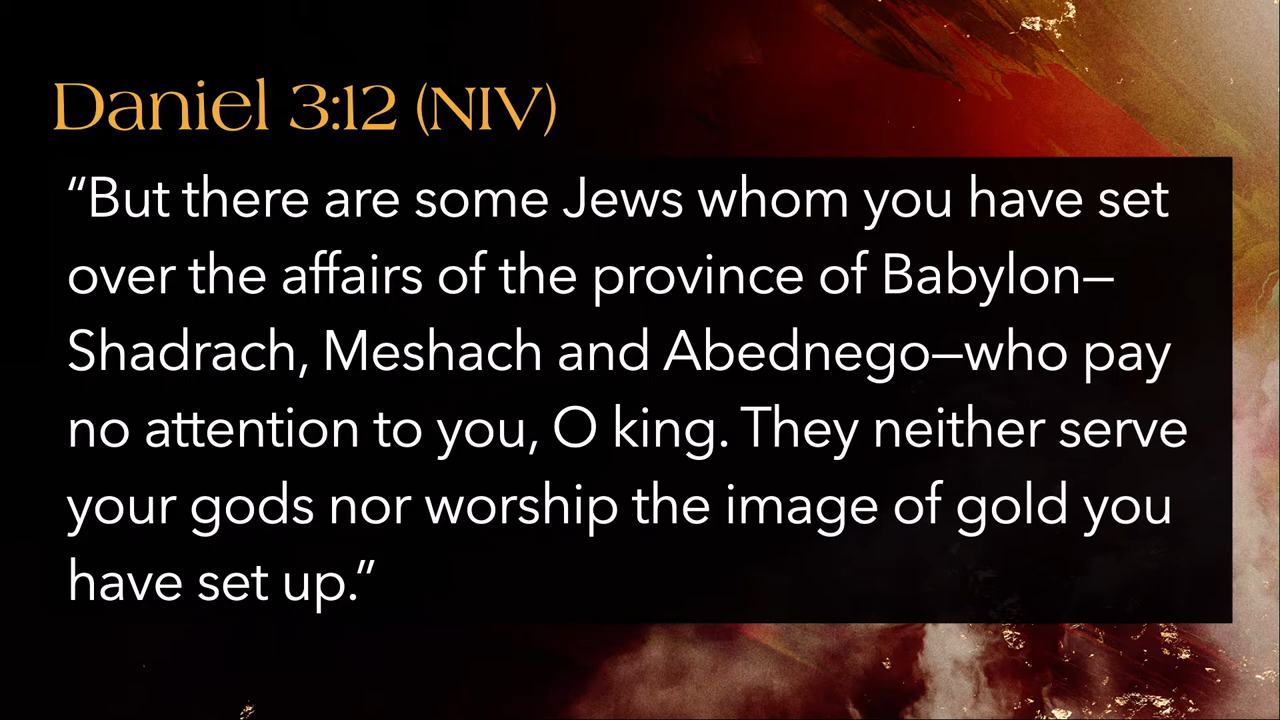 Daniel 3:12 (NIV)
“But there are some Jews whom you have set
over the affairs of the province of Babylon—
Shadrach, Meshach and Abednego—who pay
no attention to you, O king. They neither serve
your gods nor worship the image of gold you
have set up.”